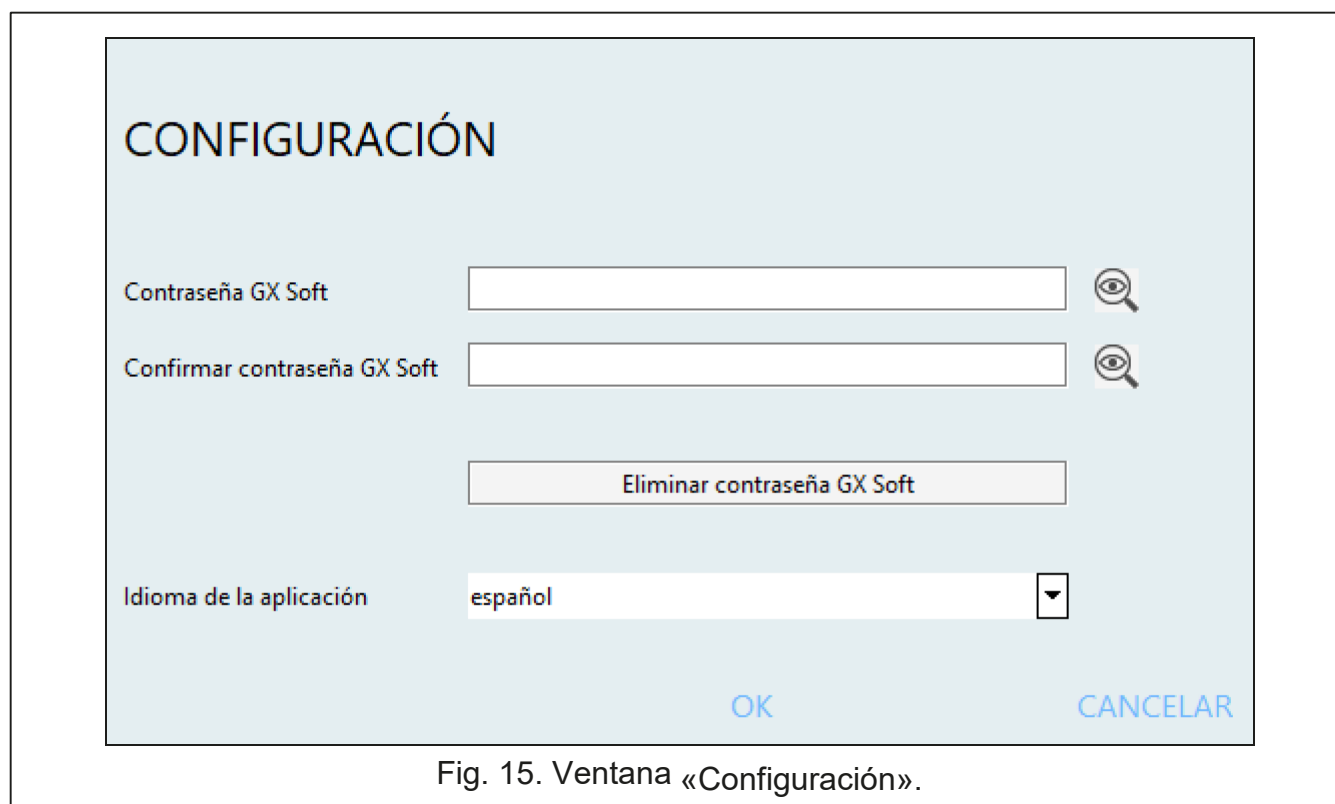 CONFIGURACIÓN
Contraseña GX Soft
Confirmar contraseña GX Soft
Eliminar contraseña GX Soft
Idioma de la aplicación español
OK CANCELAR
Fig. 15. Ventana «Configuración».